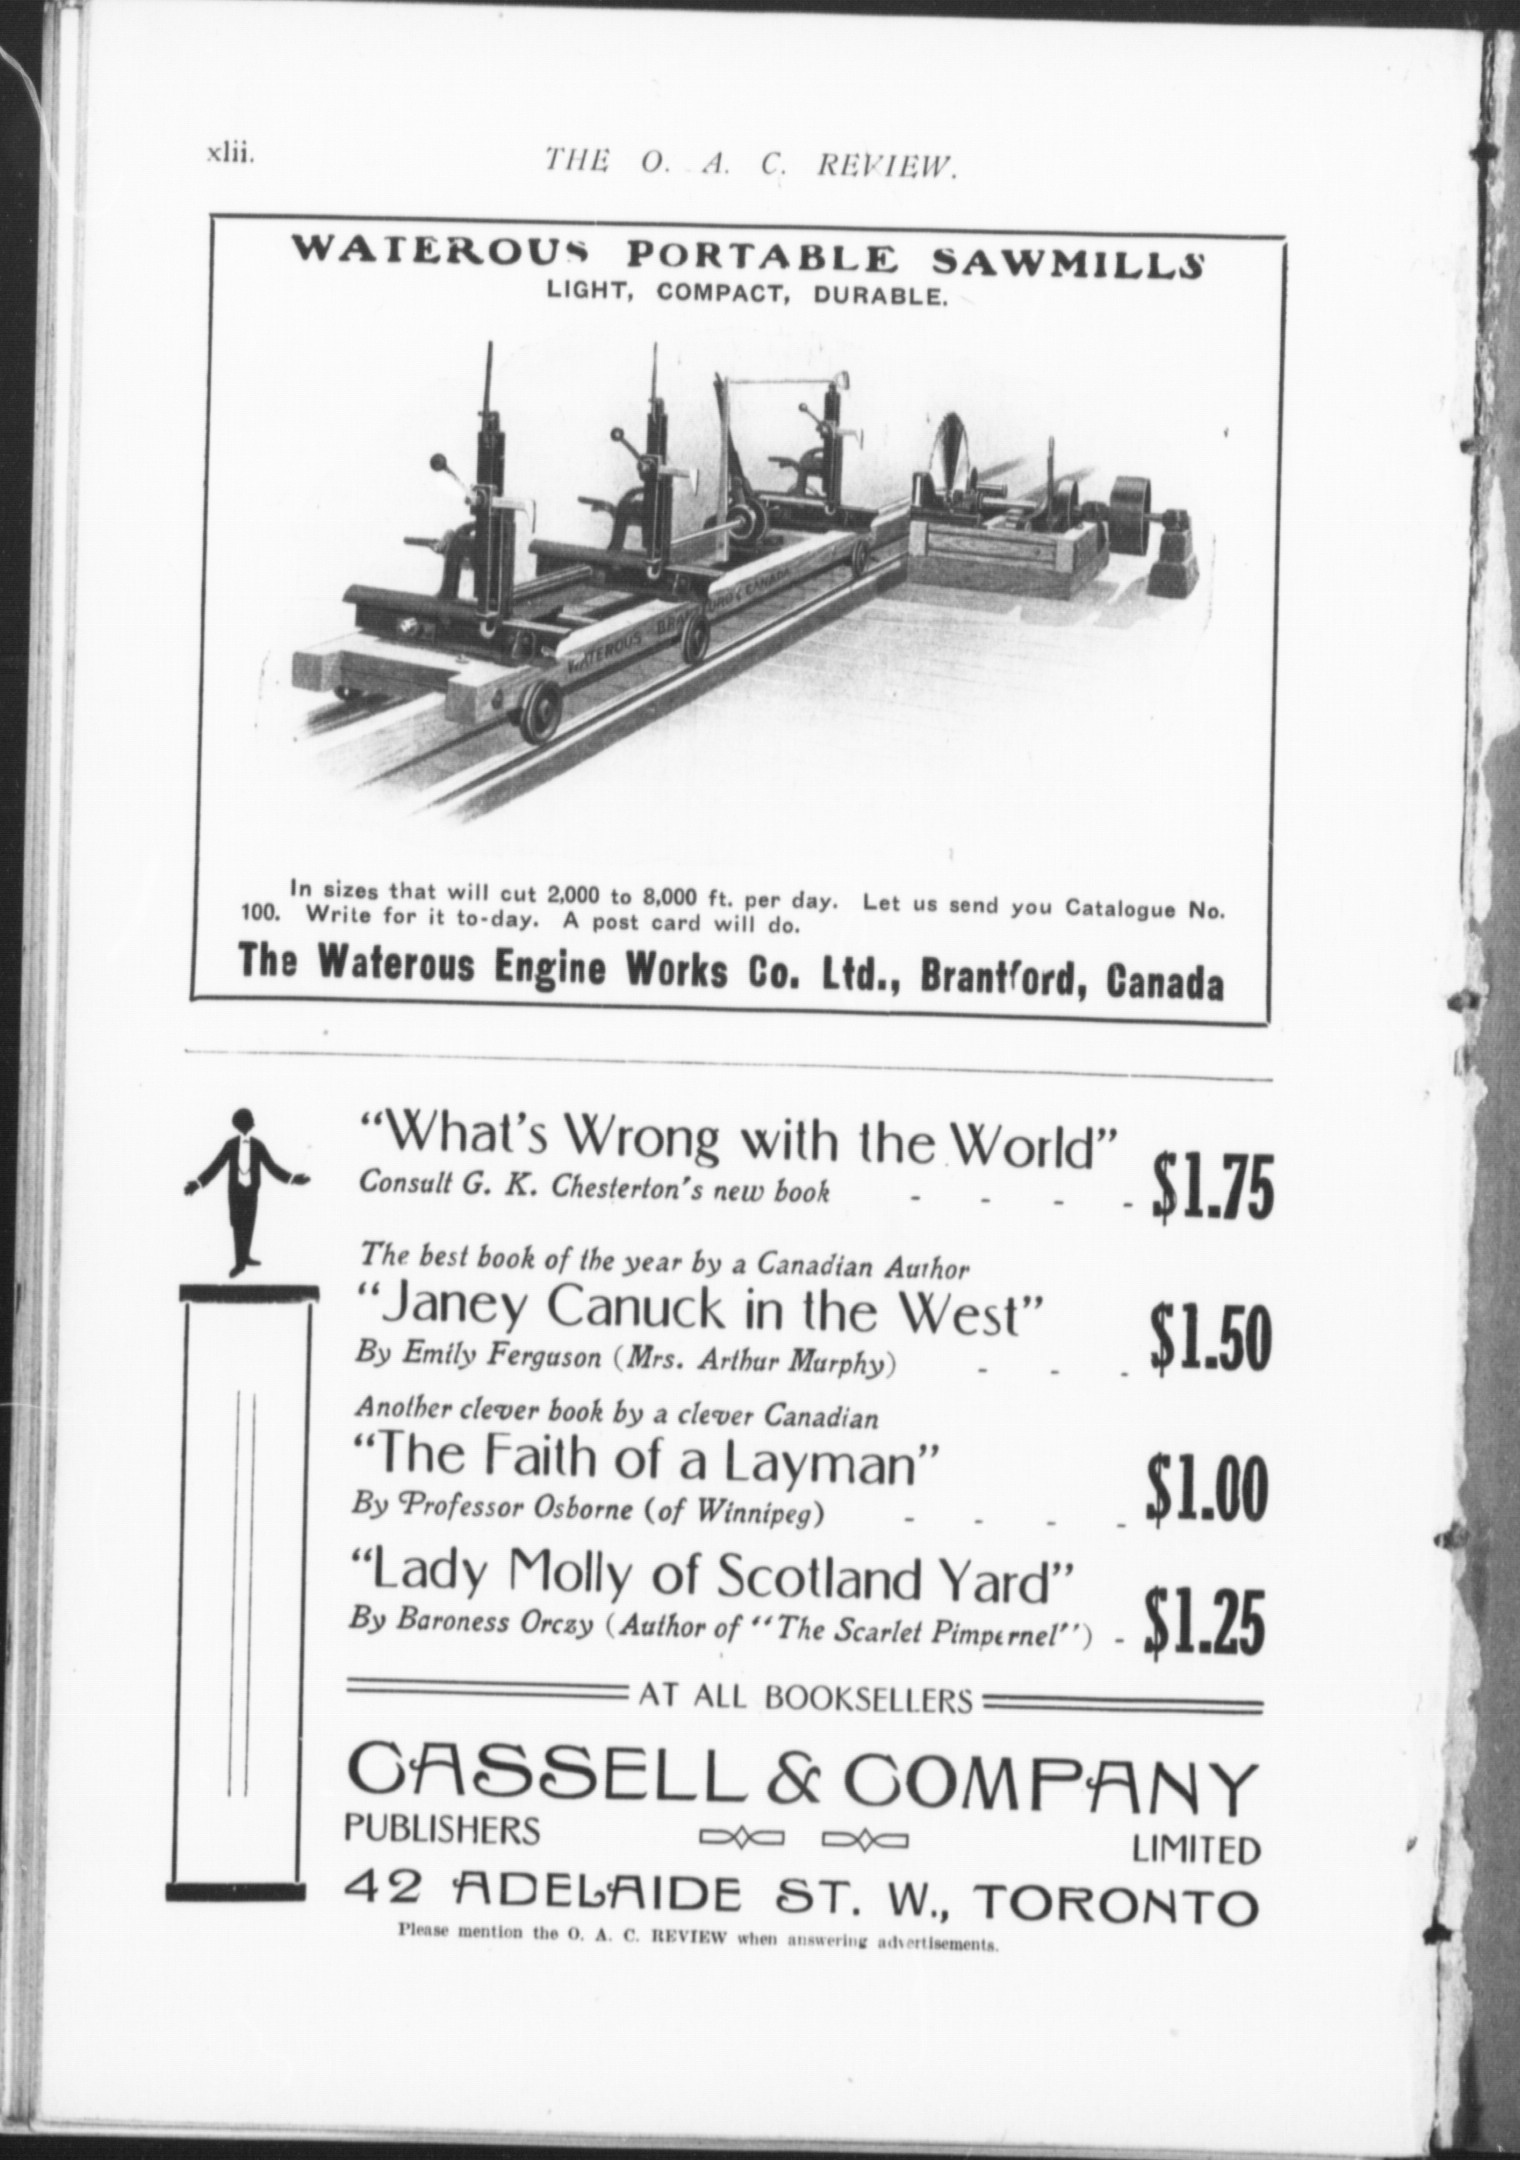 xlii.
THE O. A. C. REVIEW.
WATEROUS PORTABLE SAWMILLS
LIGHT, COMPACT, DURABLE.
WATEROUS BRANTFORD, CANADA
In sizes that will cut 2,000 to 8,000 ft. per day. Let us send you Catalogue No.
100. Write for it to-day. A post card will do.
The Waterous Engine Works Co. Ltd., Brantford, Canada
“What's Wrong with the World”
Consult G. K. Chesterton's new book - - - - $1.75
The best book of the year by a Canadian Author
“Janey Canuck in the West”
By Emily Ferguson (Mrs. Arthur Murphy) - - - $1.50
Another clever book by a clever Canadian
“The Faith of a Layman”
By Professor Osborne (of Winnipeg) - - - - $1.00
“Lady Molly of Scotland Yard”
By Baroness Orczy (Author of “The Scarlet Pimpernel”) - $1.25
AT ALL BOOKSELLERS
CASSELL & COMPANY
PUBLISHERS LIMITED
42 ADELAIDE ST. W., TORONTO
Please mention the O. A. C. REVIEW when answering advertisements.